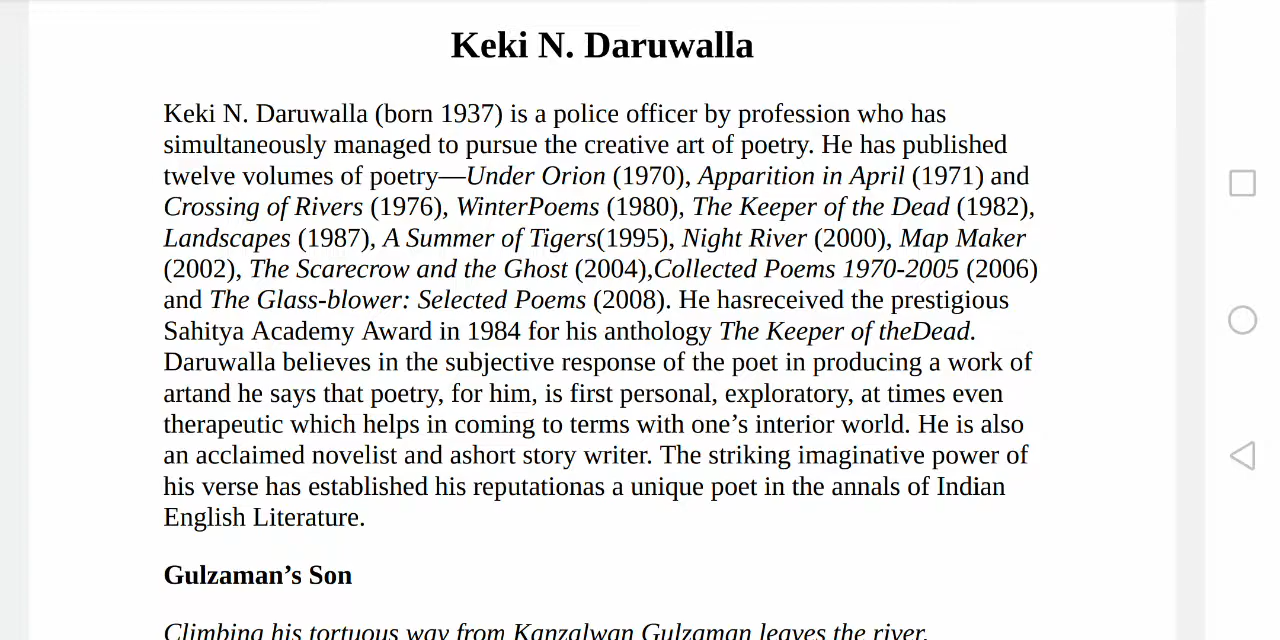 Keki N. Daruwalla
Keki N. Daruwalla (born 1937) is a police officer by profession who has
simultaneously managed to pursue the creative art of poetry. He has published
twelve volumes of poetry—Under Orion (1970), Apparition in April (1971) and
Crossing of Rivers (1976), WinterPoems (1980), The Keeper of the Dead (1982),
Landscapes (1987), A Summer of Tigers(1995), Night River (2000), Map Maker
(2002), The Scarecrow and the Ghost (2004),Collected Poems 1970-2005 (2006)
and The Glass-blower: Selected Poems (2008). He hasreceived the prestigious
Sahitya Academy Award in 1984 for his anthology The Keeper of theDead.
Daruwalla believes in the subjective response of the poet in producing a work of
artand he says that poetry, for him, is first personal, exploratory, at times even
therapeutic which helps in coming to terms with one’s interior world. He is also
an acclaimed novelist and ashort story writer. The striking imaginative power of
his verse has established his reputationas a unique poet in the annals of Indian
English Literature.
Gulzaman’s Son
Climbing his tortuous way from Kanzalwan Gulzaman leaves the river,